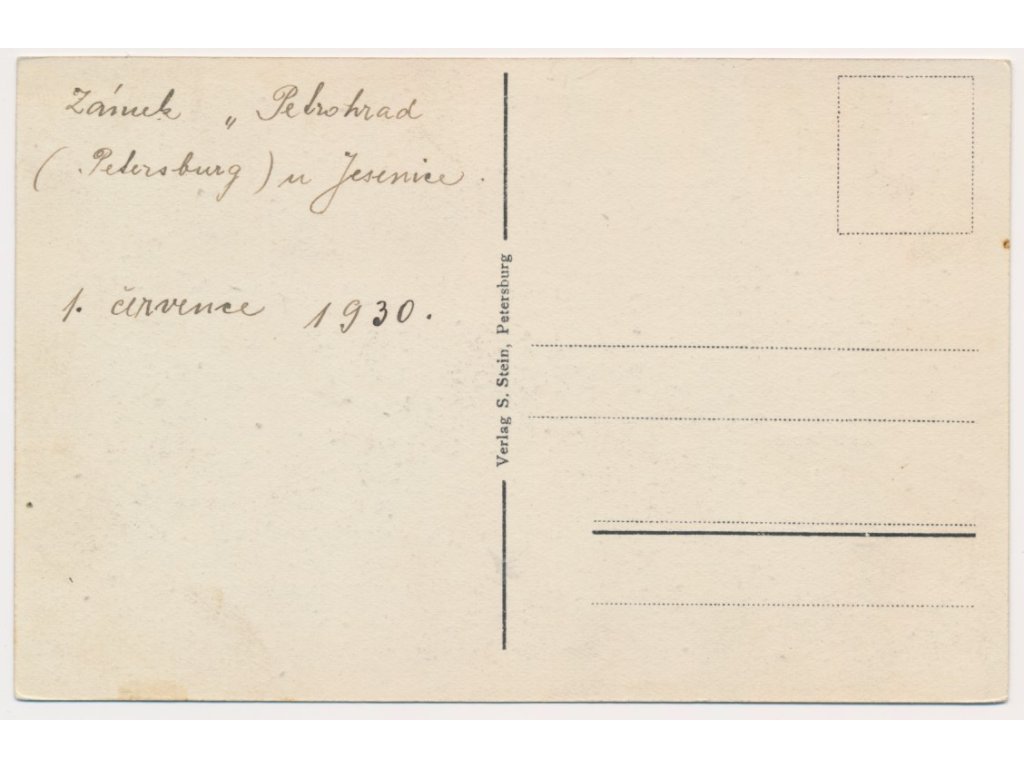 Zámek „ Petrohrad
( Petersburg ) u Jesenice.
1. července 1930.
Verlag S. Stein, Petersburg